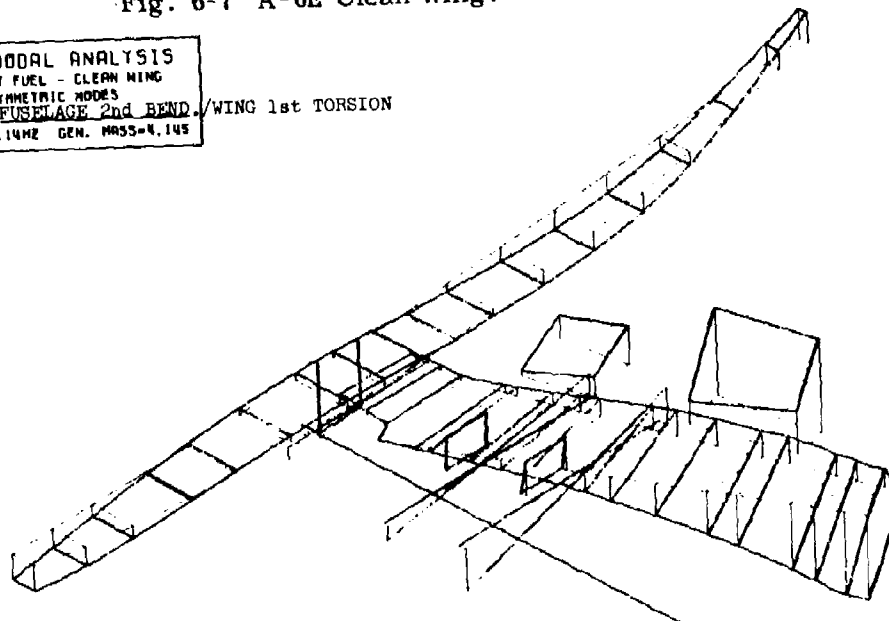 Fig. 6-7 A-6E Clean Wing.
MODAL ANALYSIS
FUEL - CLEAN WING
SYMMETRIC MODES
FUSELAGE 2nd BEND./WING 1st TORSION
.14HZ GEN. MASS=4.145